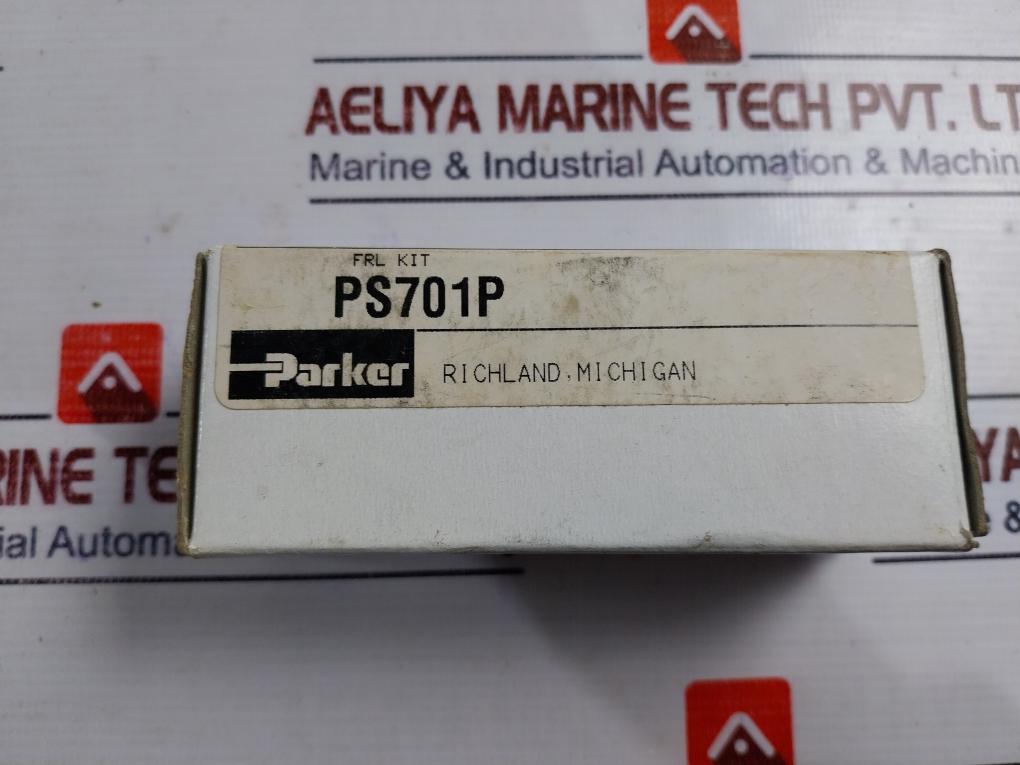 AELIYA MARINE TECH PVT. LT
Marine & Industrial Automation & Machin
FRL KIT
PS701P
Parker
RICHLAND, MICHIGAN
RINE TE
YA
ial Automa
&